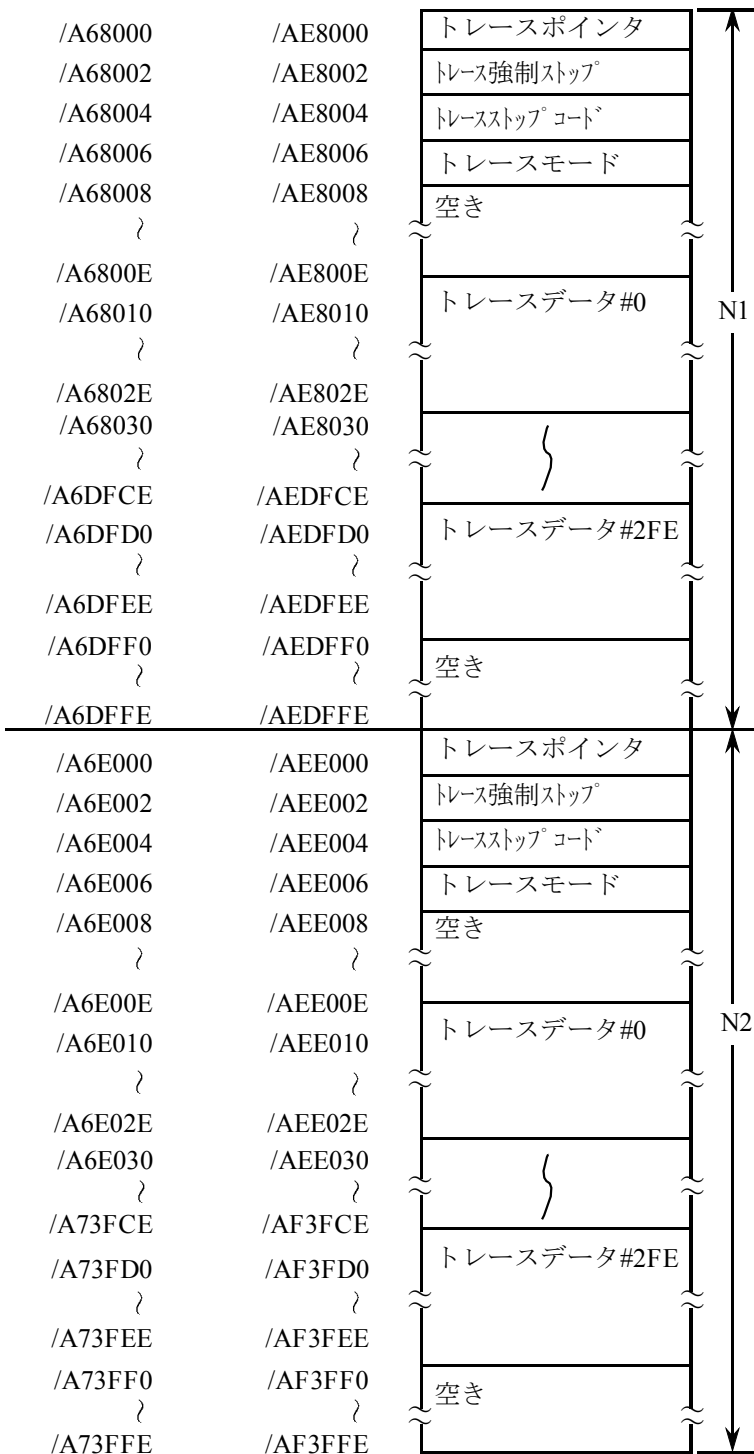 /A68000 /AE8000 トレースポインタ
/A68002 /AE8002 ﾄﾚｰｽ強制ｽﾄｯﾌﾟ
/A68004 /AE8004 ﾄﾚｰｽｽﾄｯﾌﾟｺｰﾄﾞ
/A68006 /AE8006 トレースモード
/A68008 /AE8008 空き
~ ~
/A6800E /AE800E
/A68010 /AE8010 トレースデータ#0 N1
~ ~
/A6802E /AE802E
/A68030 /AE8030
~ ~
/A6DFCE /AEDFCE
/A6DFD0 /AEDFD0 トレースデータ#2FE
~ ~
/A6DFEE /AEDFEE
/A6DFF0 /AEDFF0 空き
~ ~
/A6DFFE /AEDFFE
/A6E000 /AEE000 トレースポインタ
/A6E002 /AEE002 ﾄﾚｰｽ強制ｽﾄｯﾌﾟ
/A6E004 /AEE004 ﾄﾚｰｽｽﾄｯﾌﾟｺｰﾄﾞ
/A6E006 /AEE006 トレースモード
/A6E008 /AEE008 空き
~ ~
/A6E00E /AEE00E
/A6E010 /AEE010 トレースデータ#0 N2
~ ~
/A6E02E /AEE02E
/A6E030 /AEE030
~ ~
/A73FCE /AF3FCE
/A73FD0 /AF3FD0 トレースデータ#2FE
~ ~
/A73FEE /AF3FEE
/A73FF0 /AF3FF0 空き
~ ~
/A73FFE /AF3FFE